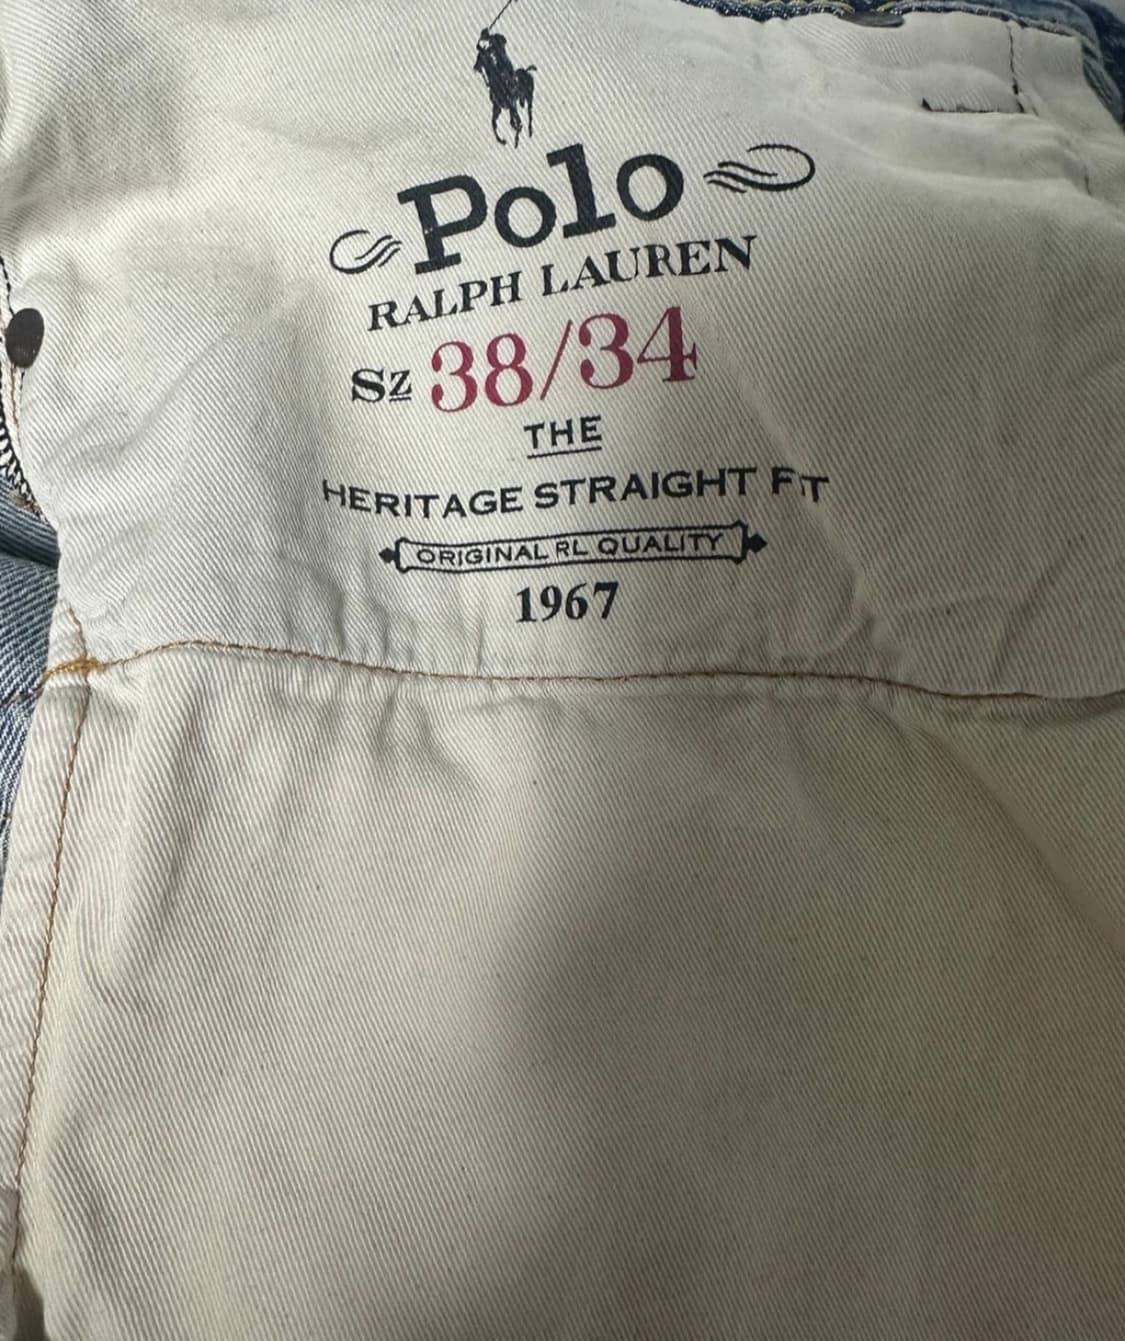 Polo
RALPH LAUREN
Sz 38/34
THE
HERITAGE STRAIGHT FIT
ORIGINAL RL QUALITY
1967